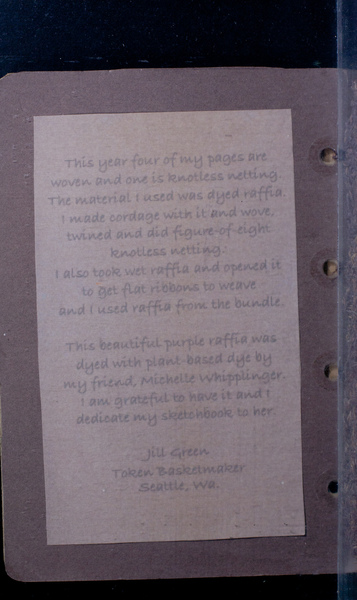 This year four of my pages are
woven and one is knotless netting.
The material I used was dyed raffia.
I made cordage with it and wove,
twined and did figure-of-eight
knotless netting.
I also took wet raffia and opened it
to get flat ribbons to weave
and I used raffia from the bundle.
This beautiful purple raffia was
dyed with plant-based dye by
my friend, Michelle Whipplinger.
I am grateful to have it and I
dedicate my sketchbook to her.
Jill Green
Token Basketmaker
Seattle, Wa.